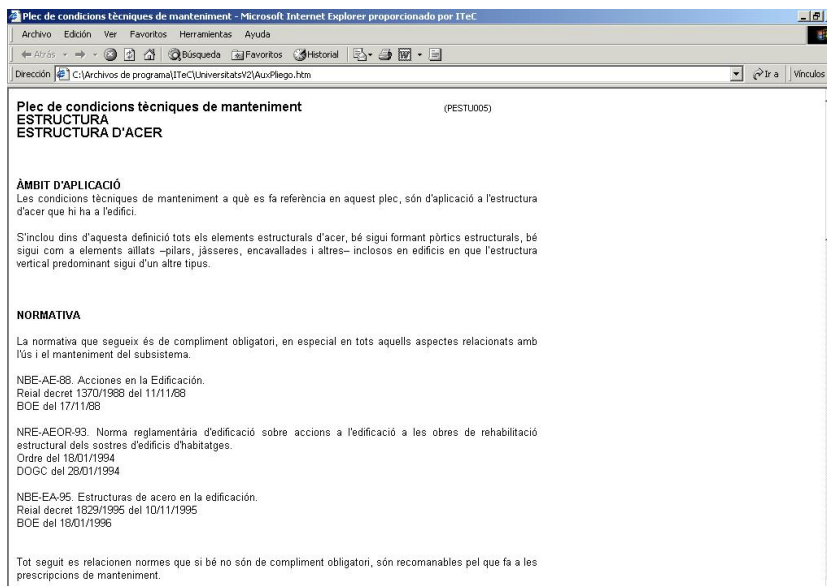 Plec de condicions tècniques de manteniment - Microsoft Internet Explorer proporcionado por ITeC
Archivo Edición Ver Favoritos Herramientas Ayuda
Atrás Búsqueda Favoritos Historial
Dirección C:\Archivos de programa\ITeC\UniversitatsV2\AuxPliego.htm Ir a Vínculos
Plec de condicions tècniques de manteniment (PESTU005)
ESTRUCTURA
ESTRUCTURA D'ACER
ÀMBIT D'APLICACIÓ
Les condicions tècniques de manteniment a què es fa referència en aquest plec, són d'aplicació a l'estructura
d'acer que hi ha a l'edifici.
S'inclou dins d'aquesta definició tots els elements estructurals d'acer, bé sigui formant pòrtics estructurals, bé
sigui com a elements aïllats –pilars, jàsseres, encavallades i altres– inclosos en edificis en que l'estructura
vertical predominant sigui d'un altre tipus.
NORMATIVA
La normativa que segueix és de compliment obligatori, en especial en tots aquells aspectes relacionats amb
l'ús i el manteniment del subsistema.
NBE-AE-88. Acciones en la Edificación.
Reial decret 1370/1988 del 11/11/88
BOE del 17/11/88
NRE-AEOR-93. Norma reglamentária d'edificació sobre accions a l'edificació a les obres de rehabilitació
estructural dels sostres d'edificis d'habitatges.
Ordre del 18/01/1994
DOGC del 28/01/1994
NBE-EA-95. Estructuras de acero en la edificación.
Reial decret 1829/1995 del 10/11/1995
BOE del 18/01/1996
Tot seguit es relacionen normes que si bé no són de compliment obligatori, són recomanables pel que fa a les
prescripcions de manteniment.